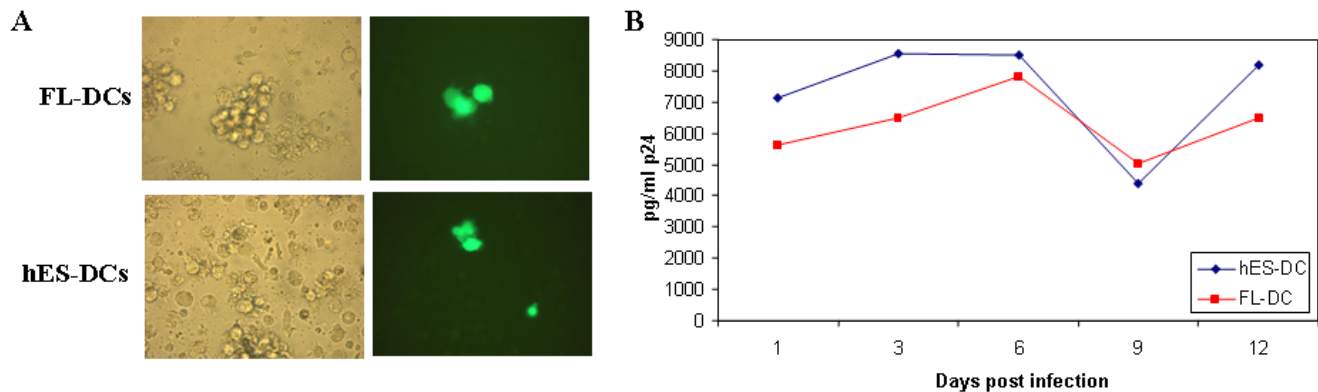 A
FL-DCs
hES-DCs
B
pg/ml p24
9000
8000
7000
6000
5000
4000
3000
2000
1000
0
1 3 6 9 12
Days post infection
hES-DC
FL-DC